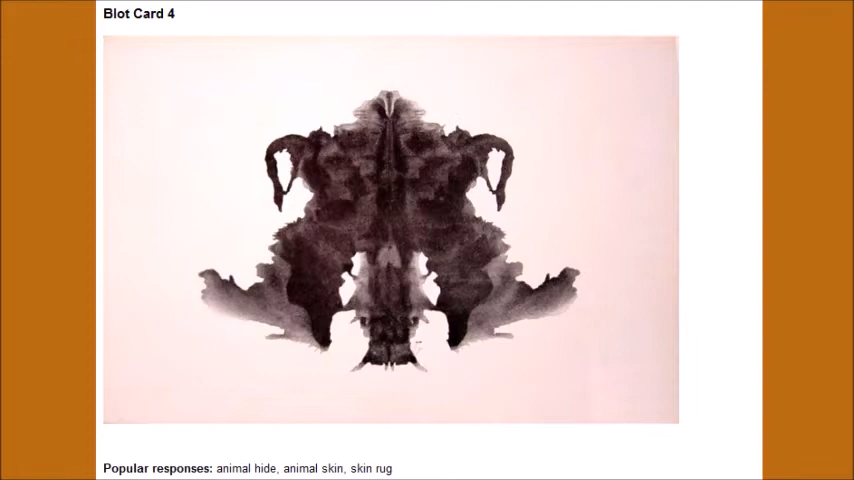 Blot Card 4
Popular responses: animal hide, animal skin, skin rug